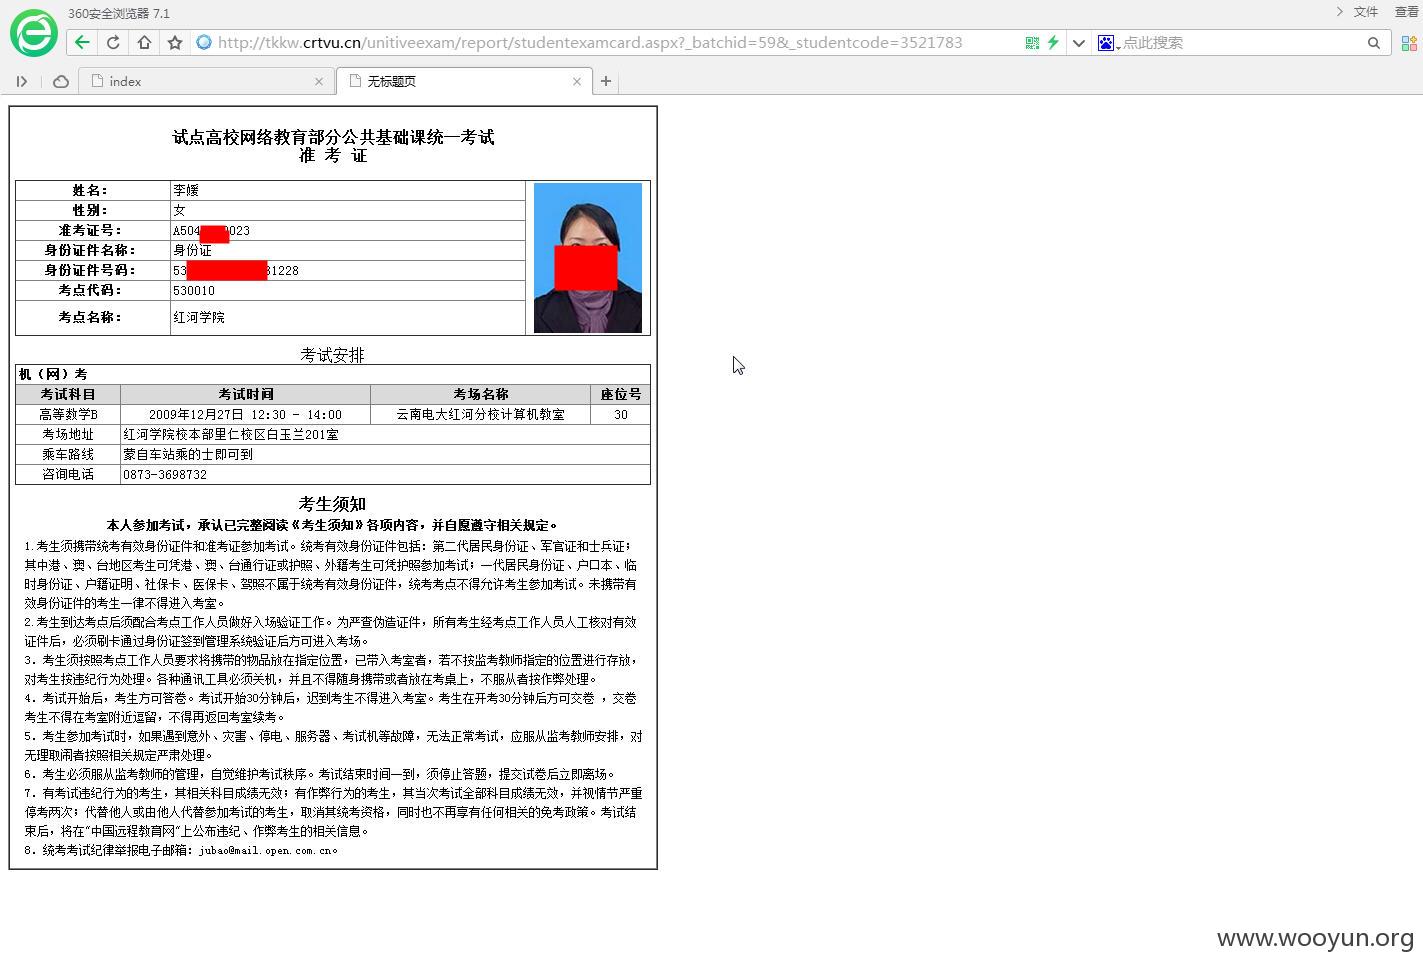 360安全浏览器 7.1
文件 查看
http://tkkw.crtvu.cn/unitiveexam/report/studentexamcard.aspx?_batchid=59&_studentcode=3521783
点此搜索
index
无标题页
试点高校网络教育部分公共基础课统一考试
准 考 证
姓名： 李媛
性别： 女
准考证号： A504 023
身份证件名称： 身份证
身份证件号码： 53 31228
考点代码： 530010
考点名称： 红河学院
考试安排
机（网）考
考试科目 考试时间 考场名称 座位号
高等数学B 2009年12月27日 12:30 - 14:00 云南电大红河分校计算机教室 30
考场地址 红河学院校本部里仁校区白玉兰201室
乘车路线 蒙自车站乘的士即可到
咨询电话 0873-3698732
考生须知
本人参加考试，承认已完整阅读《考生须知》各项内容，并自愿遵守相关规定。
1.考生须携带统考有效身份证件和准考证参加考试。统考有效身份证件包括：第二代居民身份证、军官证和士兵证；
其中港、澳、台地区考生可凭港、澳、台通行证或护照、外籍考生可凭护照参加考试；一代居民身份证、户口本、临
时身份证、户籍证明、社保卡、医保卡、驾照不属于统考有效身份证件，统考考点不得允许考生参加考试。未携带有
效身份证件的考生一律不得进入考室。
2.考生到达考点后须配合考点工作人员做好入场验证工作。为严查伪造证件，所有考生经考点工作人员人工核对有效
证件后，必须刷卡通过身份证签到管理系统验证后方可进入考场。
3．考生须按照考点工作人员要求将携带的物品放在指定位置，已带入考室者，若不按监考教师指定的位置进行存放，
对考生按违纪行为处理。各种通讯工具必须关机，并且不得随身携带或者放在考桌上，不服从者按作弊处理。
4．考试开始后，考生方可答卷。考试开始30分钟后，迟到考生不得进入考室。考生在开考30分钟后方可交卷 ，交卷
考生不得在考室附近逗留，不得再返回考室续考。
5．考生参加考试时，如果遇到意外、灾害、停电、服务器、考试机等故障，无法正常考试，应服从监考教师安排，对
无理取闹者按照相关规定严肃处理。
6．考生必须服从监考教师的管理，自觉维护考试秩序。考试结束时间一到，须停止答题，提交试卷后立即离场。
7．有考试违纪行为的考生，其相关科目成绩无效；有作弊行为的考生，其当次考试全部科目成绩无效，并视情节严重
停考两次；代替他人或由他人代替参加考试的考生，取消其统考资格，同时也不再享有任何相关的免考政策。考试结
束后，将在"中国远程教育网"上公布违纪、作弊考生的相关信息。
8．统考考试纪律举报电子邮箱：jubao@mail.open.com.cn。
www.wooyun.org